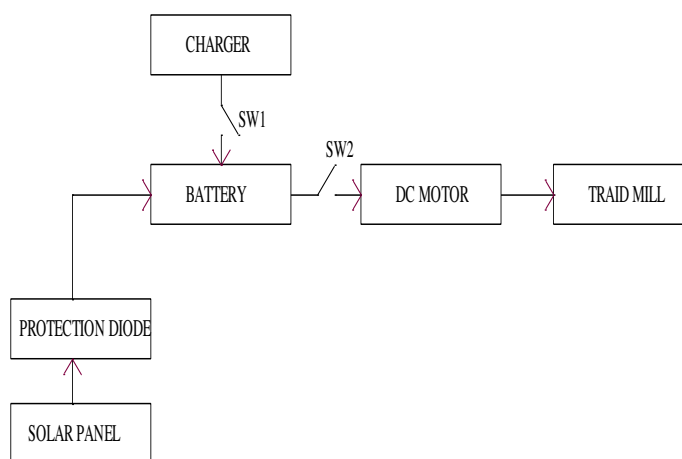 CHARGER
SW1
SW2
BATTERY
DC MOTOR
TRAID MILL
PROTECTION DIODE
SOLAR PANEL